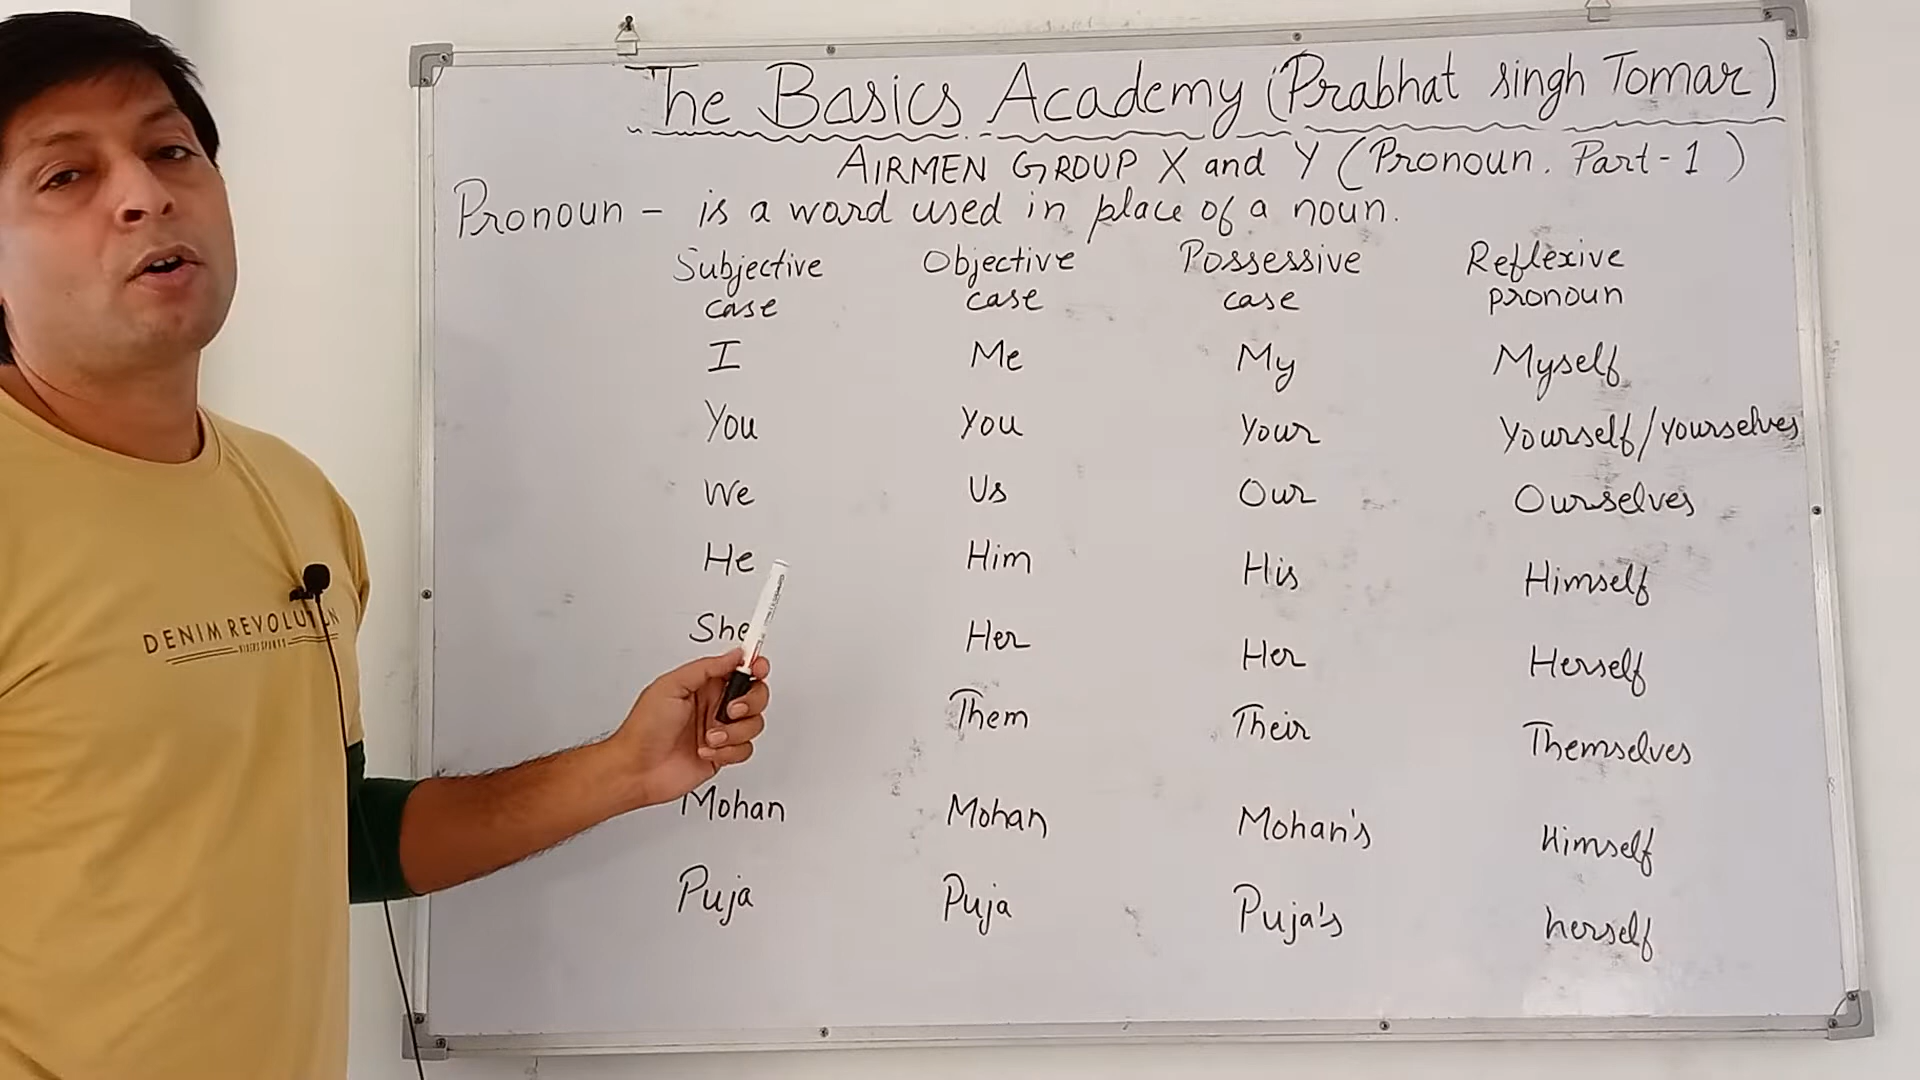 The Basics Academy (Prabhat singh Tomar)
AIRMEN GROUP X and Y (Pronoun. Part-1)
Pronoun - is a word used in place of a noun.
Subjective case Objective case Possessive case Reflexive pronoun
I Me My Myself
You You Your Yourself/Yourselves
We Us Our Ourselves
He Him His Himself
She Her Her Herself
Them Their Themselves
Mohan Mohan Mohan's Himself
Puja Puja Puja's herself
DENIM REVOLUTION